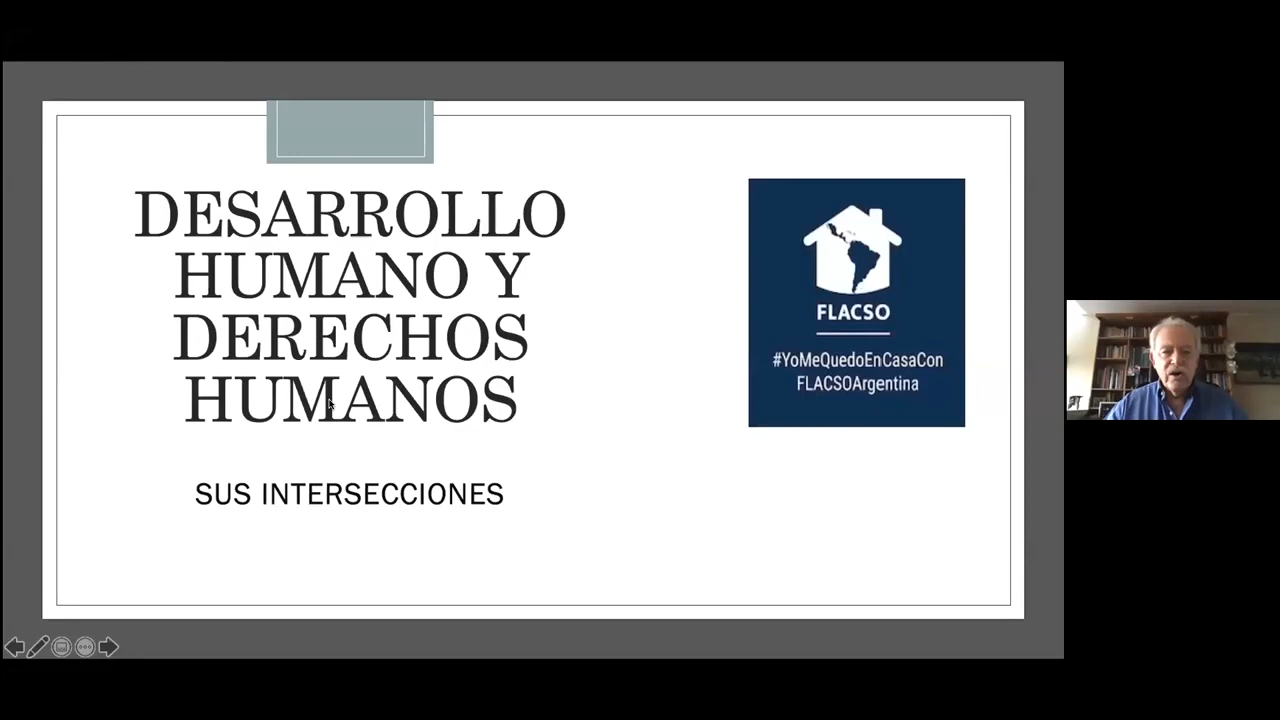 DESARROLLO
HUMANO Y
DERECHOS
HUMANOS
SUS INTERSECCIONES
FLACSO
#YoMeQuedoEnCasaCon
FLACSOArgentina